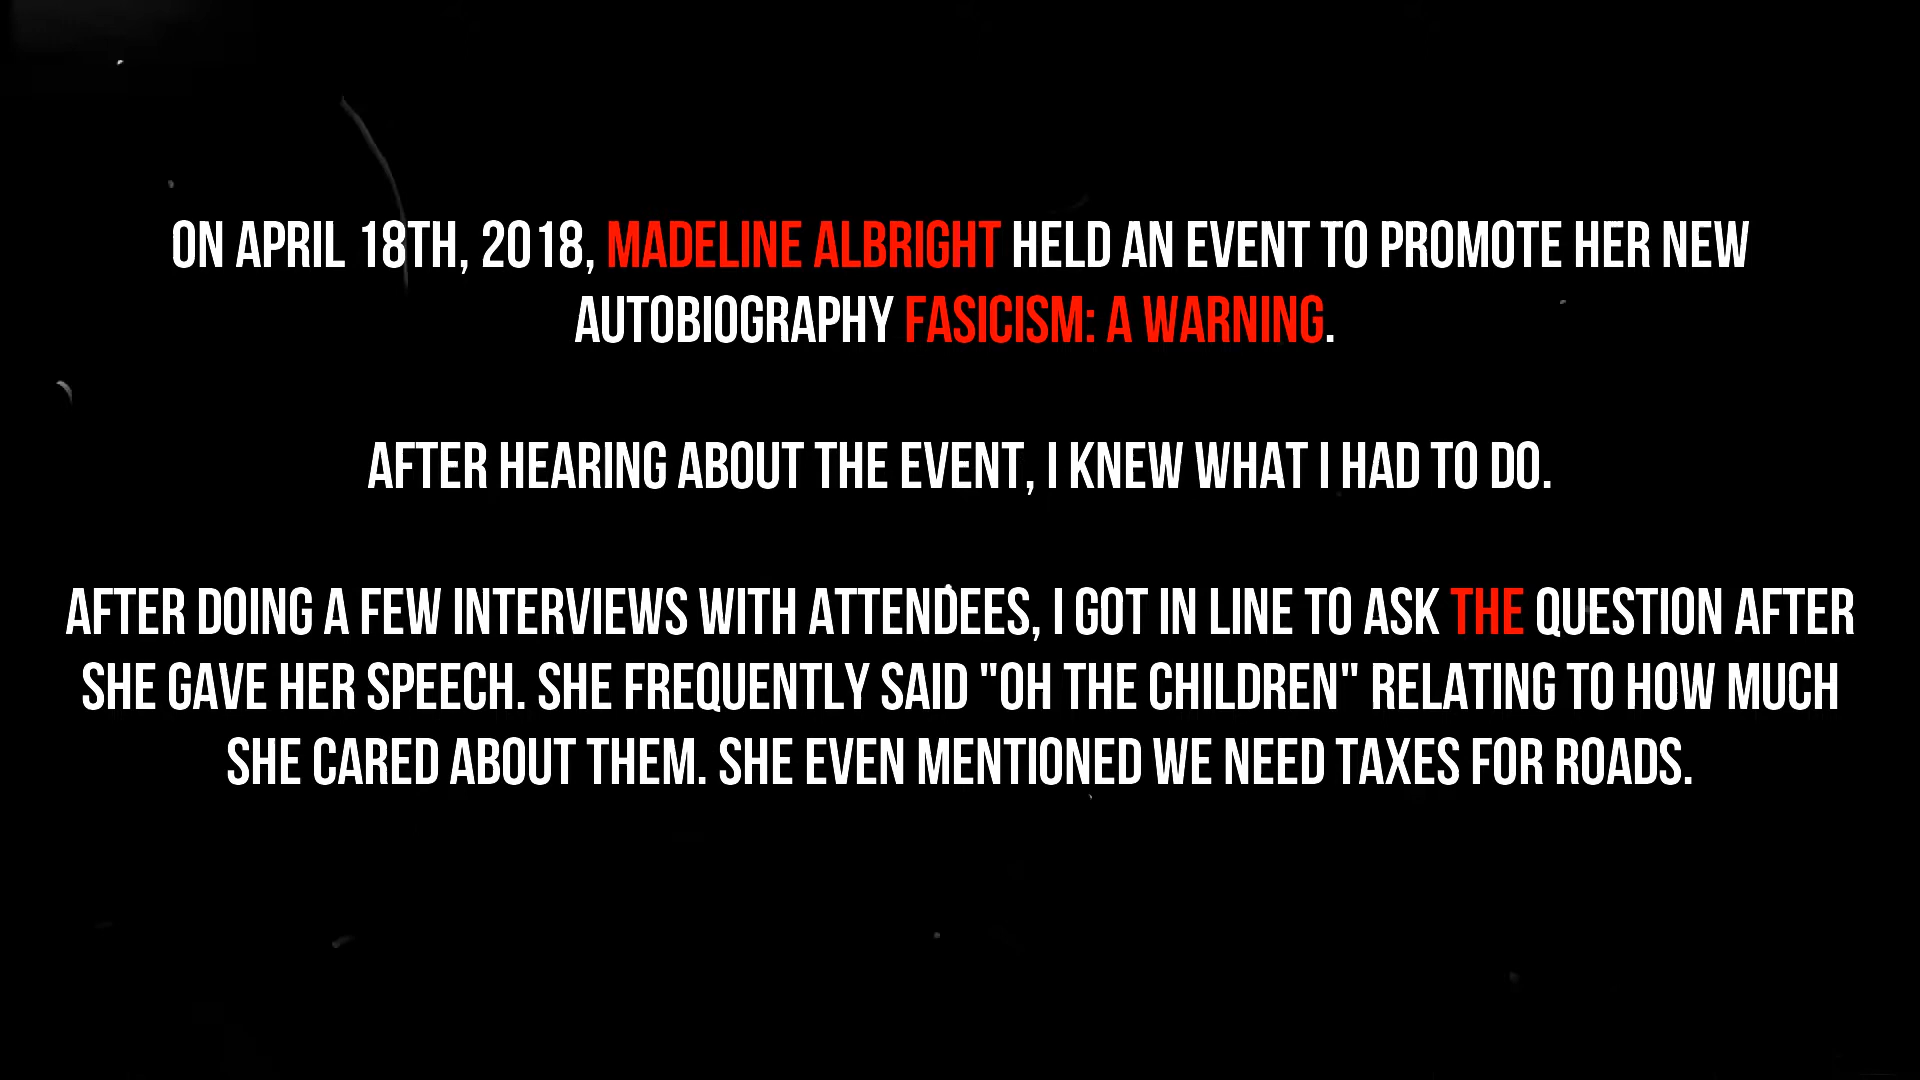 ON APRIL 18TH, 2018, MADELINE ALBRIGHT HELD AN EVENT TO PROMOTE HER NEW
AUTOBIOGRAPHY FASICISM: A WARNING.
AFTER HEARING ABOUT THE EVENT, I KNEW WHAT I HAD TO DO.
AFTER DOING A FEW INTERVIEWS WITH ATTENDEES, I GOT IN LINE TO ASK THE QUESTION AFTER
SHE GAVE HER SPEECH. SHE FREQUENTLY SAID "OH THE CHILDREN" RELATING TO HOW MUCH
SHE CARED ABOUT THEM. SHE EVEN MENTIONED WE NEED TAXES FOR ROADS.